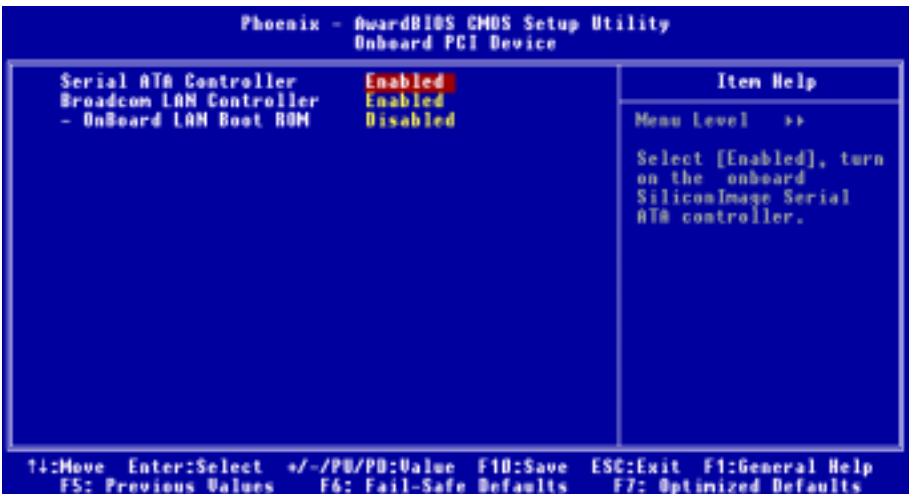 Phoenix - AwardBIOS CMOS Setup Utility
Onboard PCI Device
Serial ATA Controller Enabled
Broadcom LAN Controller Enabled
- OnBoard LAN Boot ROM Disabled
Item Help
Menu Level ►►
Select [Enabled], turn
on the onboard
SiliconImage Serial
ATA controller.
↑↓:Move Enter:Select +/-/PU/PD:Value F10:Save ESC:Exit F1:General Help
F5: Previous Values F6: Fail-Safe Defaults F7: Optimized Defaults